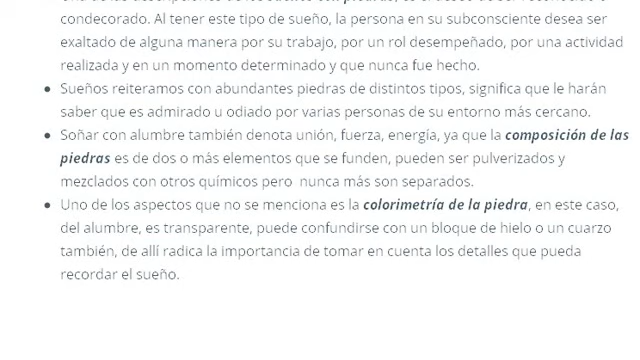 condecorado. Al tener este tipo de sueño, la persona en su subconsciente desea ser
exaltado de alguna manera por su trabajo, por un rol desempeñado, por una actividad
realizada y en un momento determinado y que nunca fue hecho.
Sueños reiteramos con abundantes piedras de distintos tipos, significa que le harán
saber que es admirado u odiado por varias personas de su entorno más cercano.
Soñar con alumbre también denota unión, fuerza, energía, ya que la composición de las
piedras es de dos o más elementos que se funden, pueden ser pulverizados y
mezclados con otros químicos pero nunca más son separados.
Uno de los aspectos que no se menciona es la colorimetría de la piedra, en este caso,
del alumbre, es transparente, puede confundirse con un bloque de hielo o un cuarzo
también, de allí radica la importancia de tomar en cuenta los detalles que pueda
recordar el sueño.